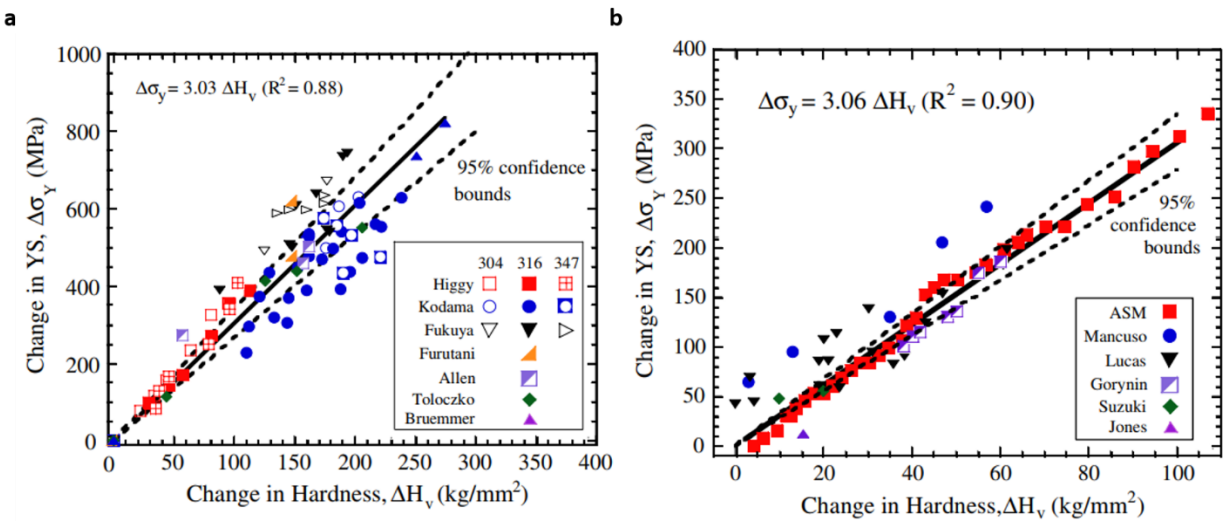 a
1000
800
600
400
200
0
Change in YS, Δσ_Y (MPa)
Δσ_y = 3.03 ΔH_v (R² = 0.88)
95% confidence
bounds
304 316 347
Higgy
Kodama
Fukuya
Furutani
Allen
Toloczko
Bruemmer
0 50 100 150 200 250 300 350 400
Change in Hardness, ΔH_v (kg/mm²)
b
400
350
300
250
200
150
100
50
0
Change in YS, Δσ_Y (MPa)
Δσ_y = 3.06 ΔH_v (R² = 0.90)
95%
confidence
bounds
ASM
Mancuso
Lucas
Gorynin
Suzuki
Jones
0 20 40 60 80 100
Change in Hardness,ΔH_v (kg/mm²)